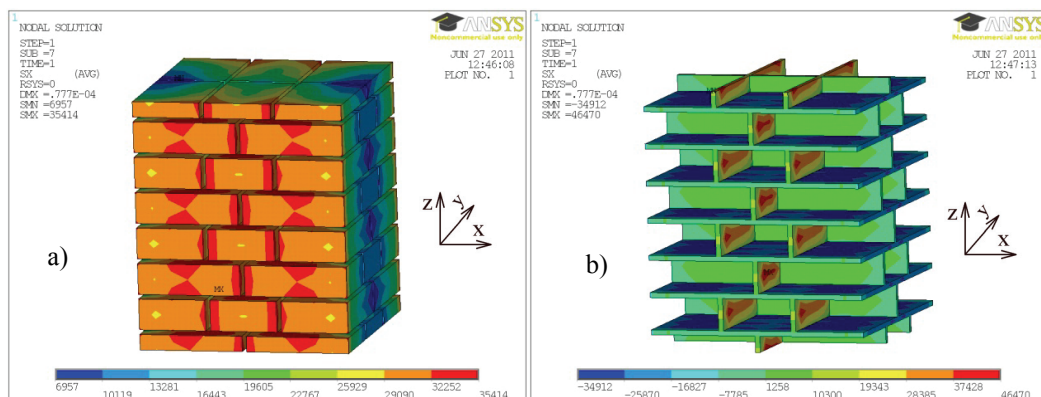 1
NODAL SOLUTION
STEP=1
SUB =7
TIME=1
SX (AVG)
RSYS=0
DMX =.777E-04
SMN =6957
SMX =35414
ANSYS
Noncommercial use only
JUN 27 2011
12:46:08
PLOT NO. 1
MX
z
y
x
a)
6957
13281
19605
25929
32252
10119
16443
22767
29090
35414
1
NODAL SOLUTION
STEP=1
SUB =7
TIME=1
SX (AVG)
RSYS=0
DMX =.777E-04
SMN =-34912
SMX =46470
ANSYS
Noncommercial use only
JUN 27 2011
12:47:13
PLOT NO. 1
z
y
x
b)
-34912
-16827
1258
19343
37428
-25870
-7785
10300
28385
46470